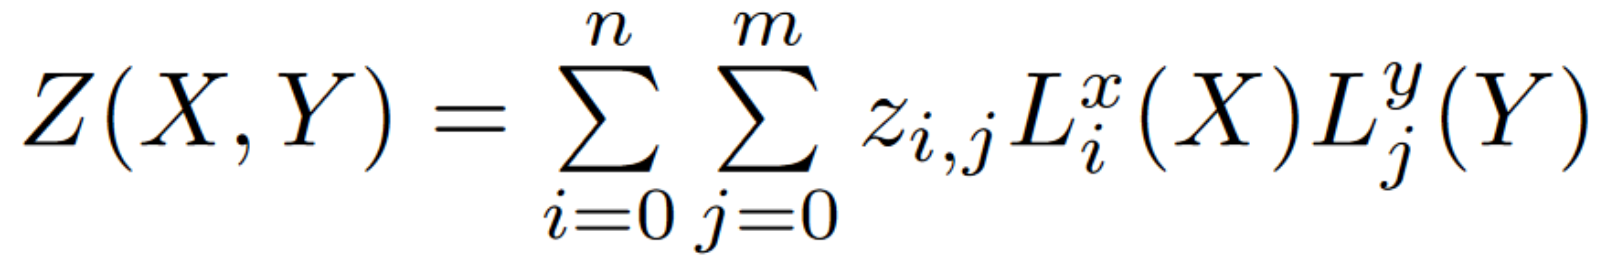 Z(X, Y) = \sum_{i=0}^{n} \sum_{j=0}^{m} z_{i,j} L_i^x(X) L_j^y(Y)